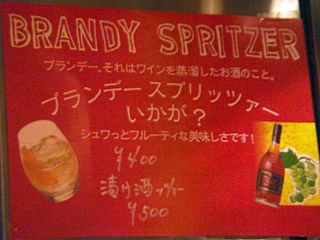 BRANDY SPRITZER
ブランデー、それはワインを蒸溜したお酒のこと。
ブランデースプリッツァー
いかが?
シュワっとフルーティな美味しさです!
¥400
漬け酒
¥500